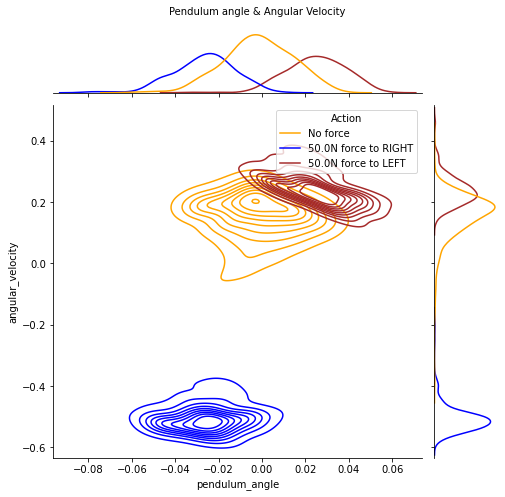 Pendulum angle & Angular Velocity
Action
No force
50.0N force to RIGHT
50.0N force to LEFT
0.4
0.2
0.0
−0.2
−0.4
−0.6
angular_velocity
−0.08 −0.06 −0.04 −0.02 0.00 0.02 0.04 0.06
pendulum_angle